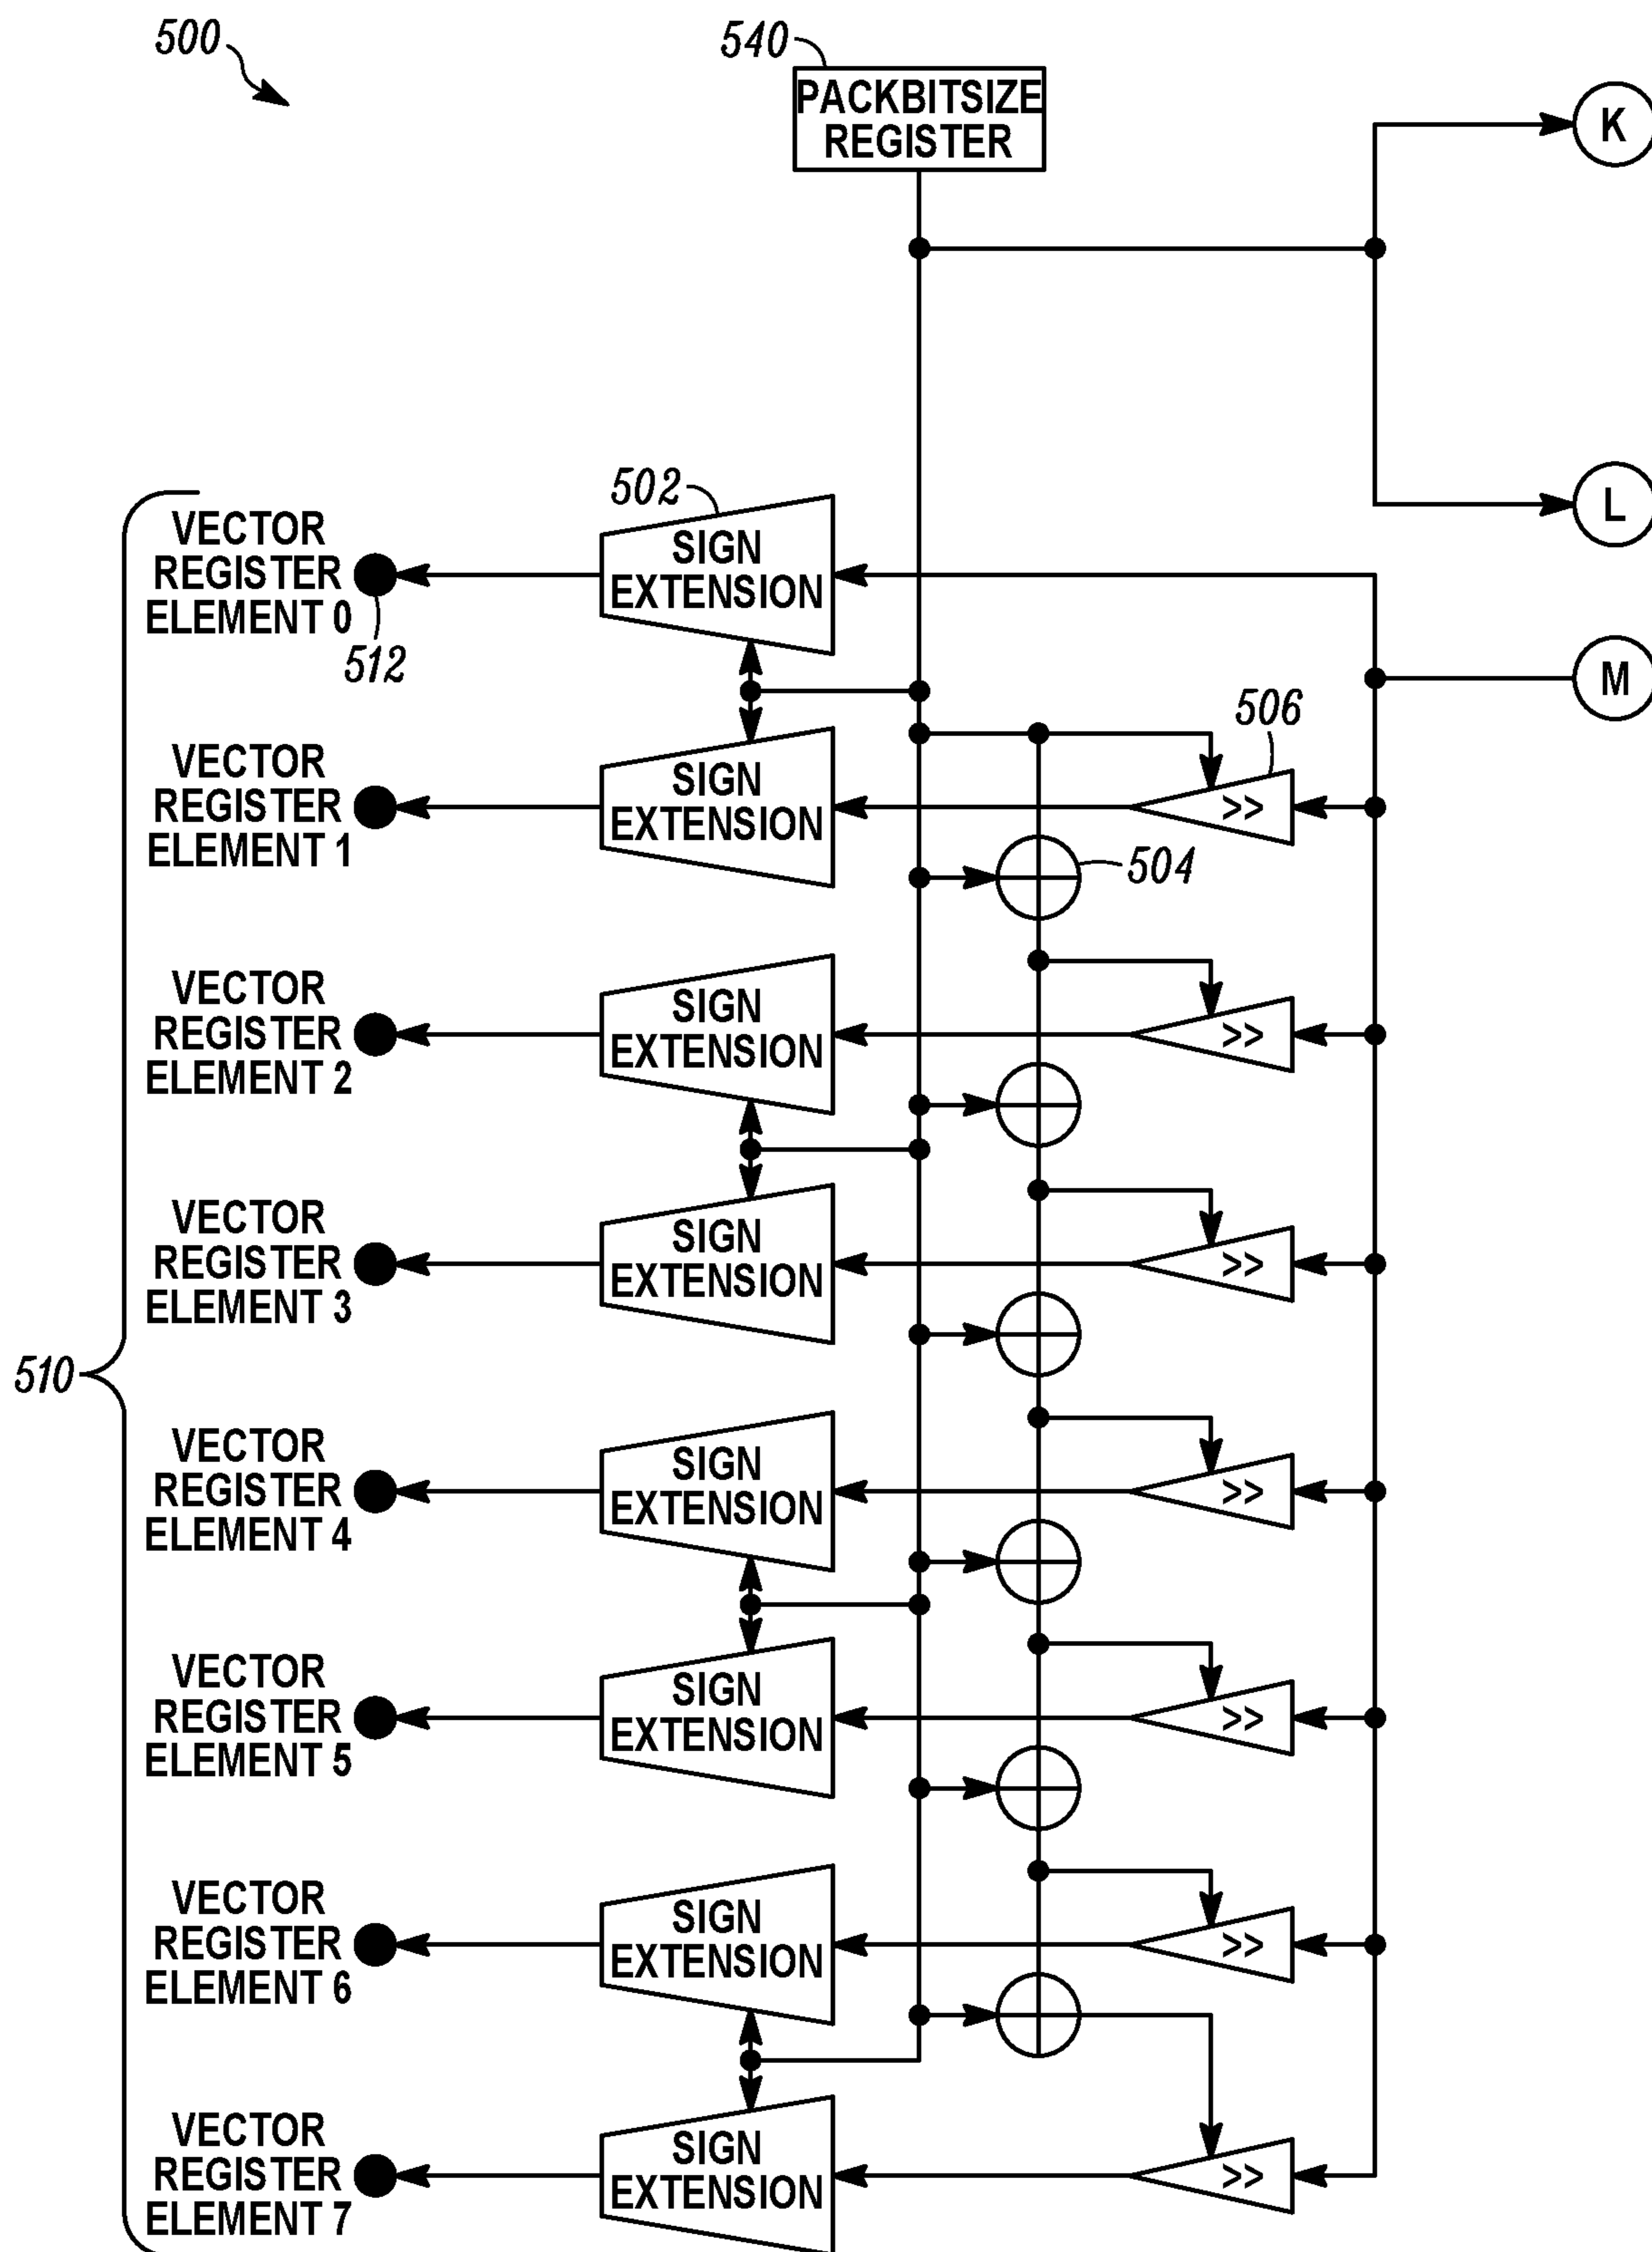 500
540
PACKBITSIZE
REGISTER
K
L
502
VECTOR
REGISTER
ELEMENT 0
512
SIGN
EXTENSION
M
506
VECTOR
REGISTER
ELEMENT 1
SIGN
EXTENSION
>>
504
VECTOR
REGISTER
ELEMENT 2
SIGN
EXTENSION
>>
VECTOR
REGISTER
ELEMENT 3
SIGN
EXTENSION
>>
510
VECTOR
REGISTER
ELEMENT 4
SIGN
EXTENSION
>>
VECTOR
REGISTER
ELEMENT 5
SIGN
EXTENSION
>>
VECTOR
REGISTER
ELEMENT 6
SIGN
EXTENSION
>>
VECTOR
REGISTER
ELEMENT 7
SIGN
EXTENSION
>>